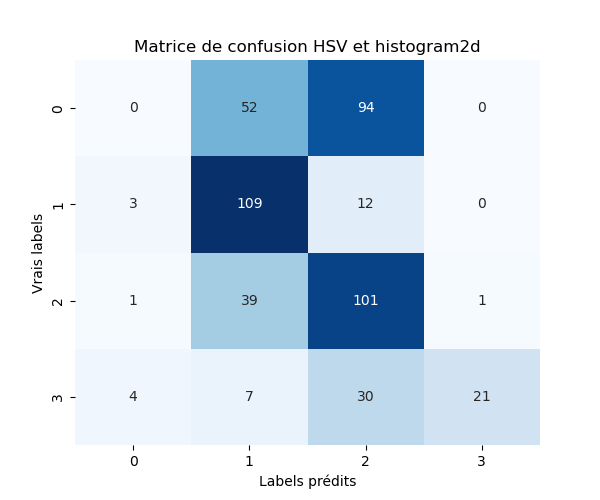 Matrice de confusion HSV et histogram2d
Vrais labels
0 0 52 94 0
1 3 109 12 0
2 1 39 101 1
3 4 7 30 21
0 1 2 3
Labels prédits